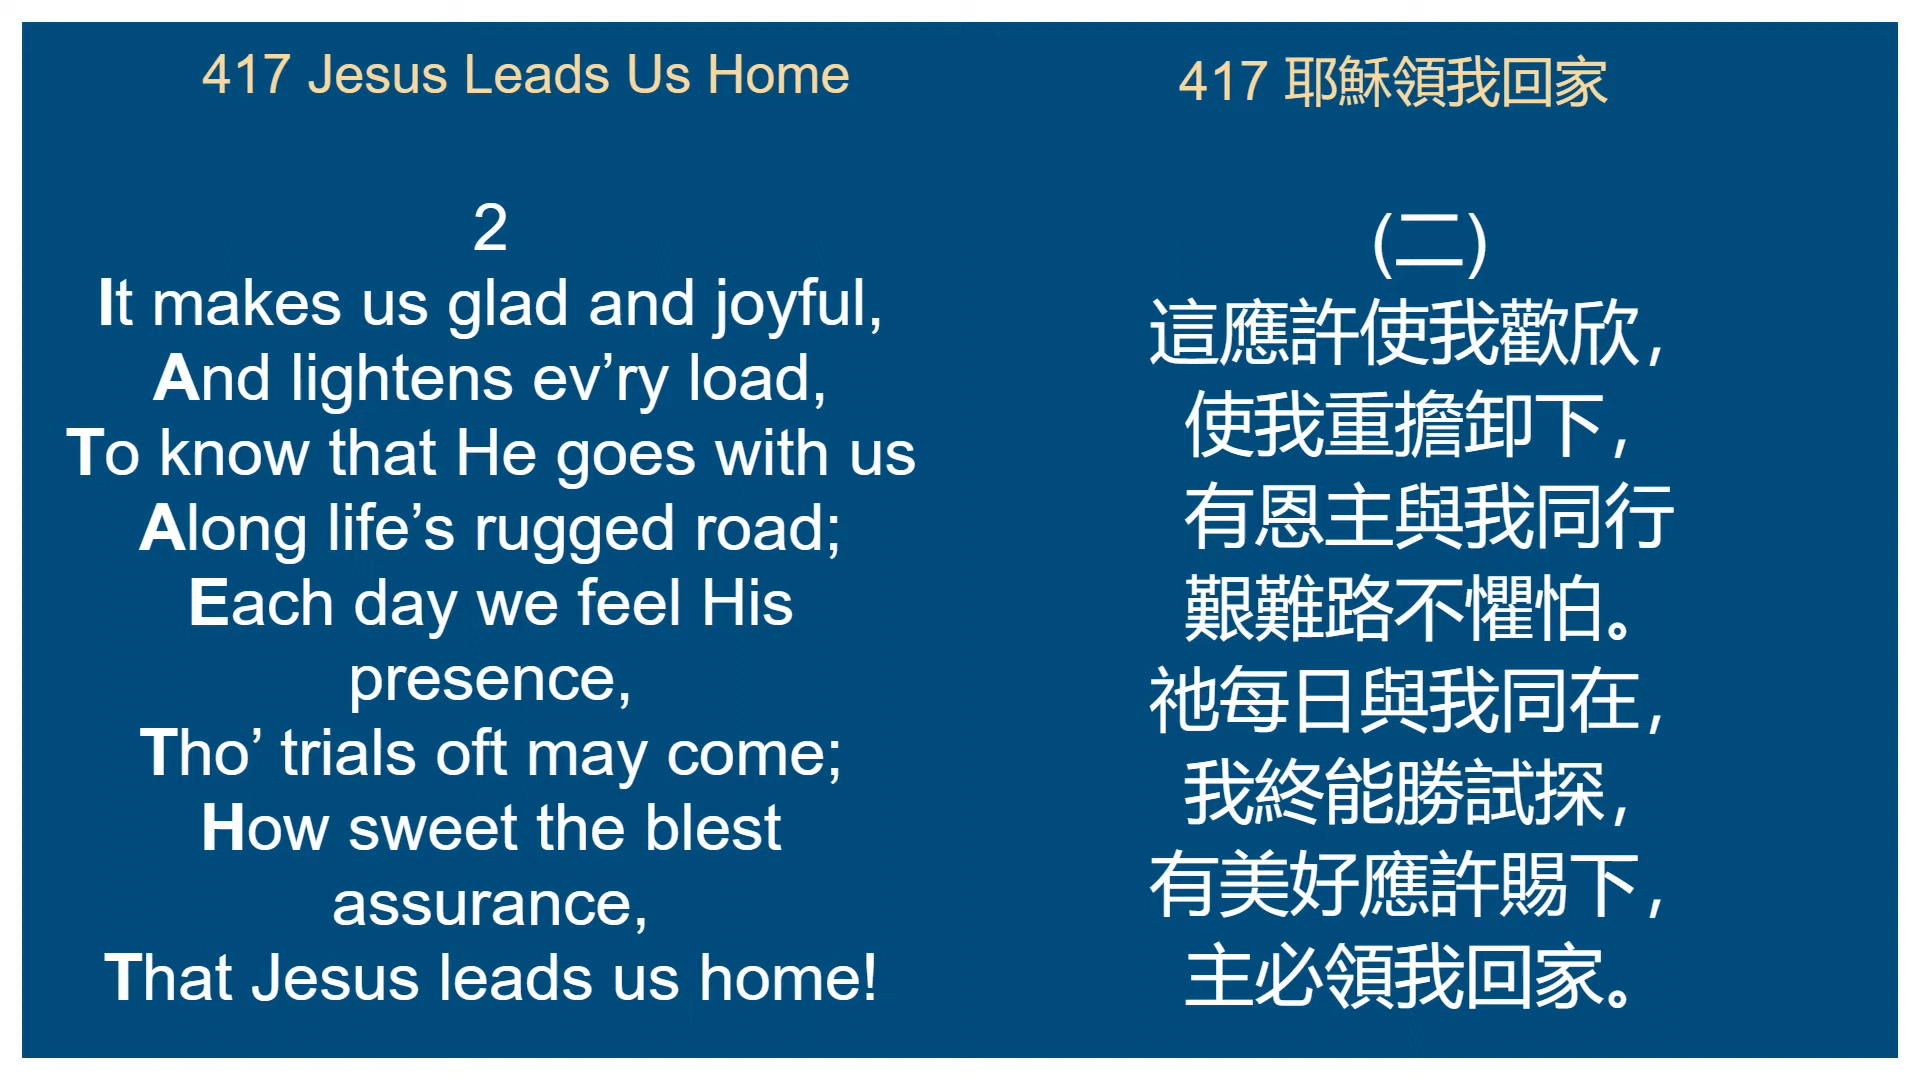 417 Jesus Leads Us Home
2
It makes us glad and joyful,
And lightens ev’ry load,
To know that He goes with us
Along life’s rugged road;
Each day we feel His
presence,
Tho’ trials oft may come;
How sweet the blest
assurance,
That Jesus leads us home!
417 耶穌領我回家
(二)
這應許使我歡欣,
使我重擔卸下,
有恩主與我同行
艱難路不懼怕。
祂每日與我同在,
我終能勝試探,
有美好應許賜下,
主必領我回家。